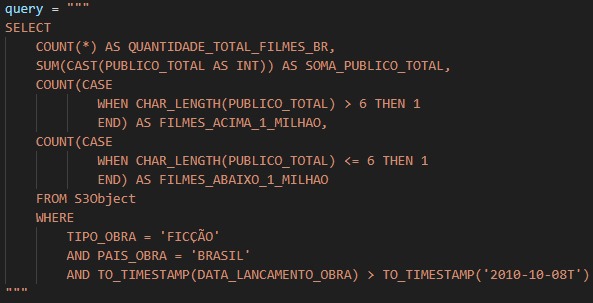 query = """
SELECT
COUNT(*) AS QUANTIDADE_TOTAL_FILMES_BR,
SUM(CAST(PUBLICO_TOTAL AS INT)) AS SOMA_PUBLICO_TOTAL,
COUNT(CASE
WHEN CHAR_LENGTH(PUBLICO_TOTAL) > 6 THEN 1
END) AS FILMES_ACIMA_1_MILHAO,
COUNT(CASE
WHEN CHAR_LENGTH(PUBLICO_TOTAL) <= 6 THEN 1
END) AS FILMES_ABAIXO_1_MILHAO
FROM S3Object
WHERE
TIPO_OBRA = 'FICÇÃO'
AND PAIS_OBRA = 'BRASIL'
AND TO_TIMESTAMP(DATA_LANCAMENTO_OBRA) > TO_TIMESTAMP('2010-10-08T')
"""